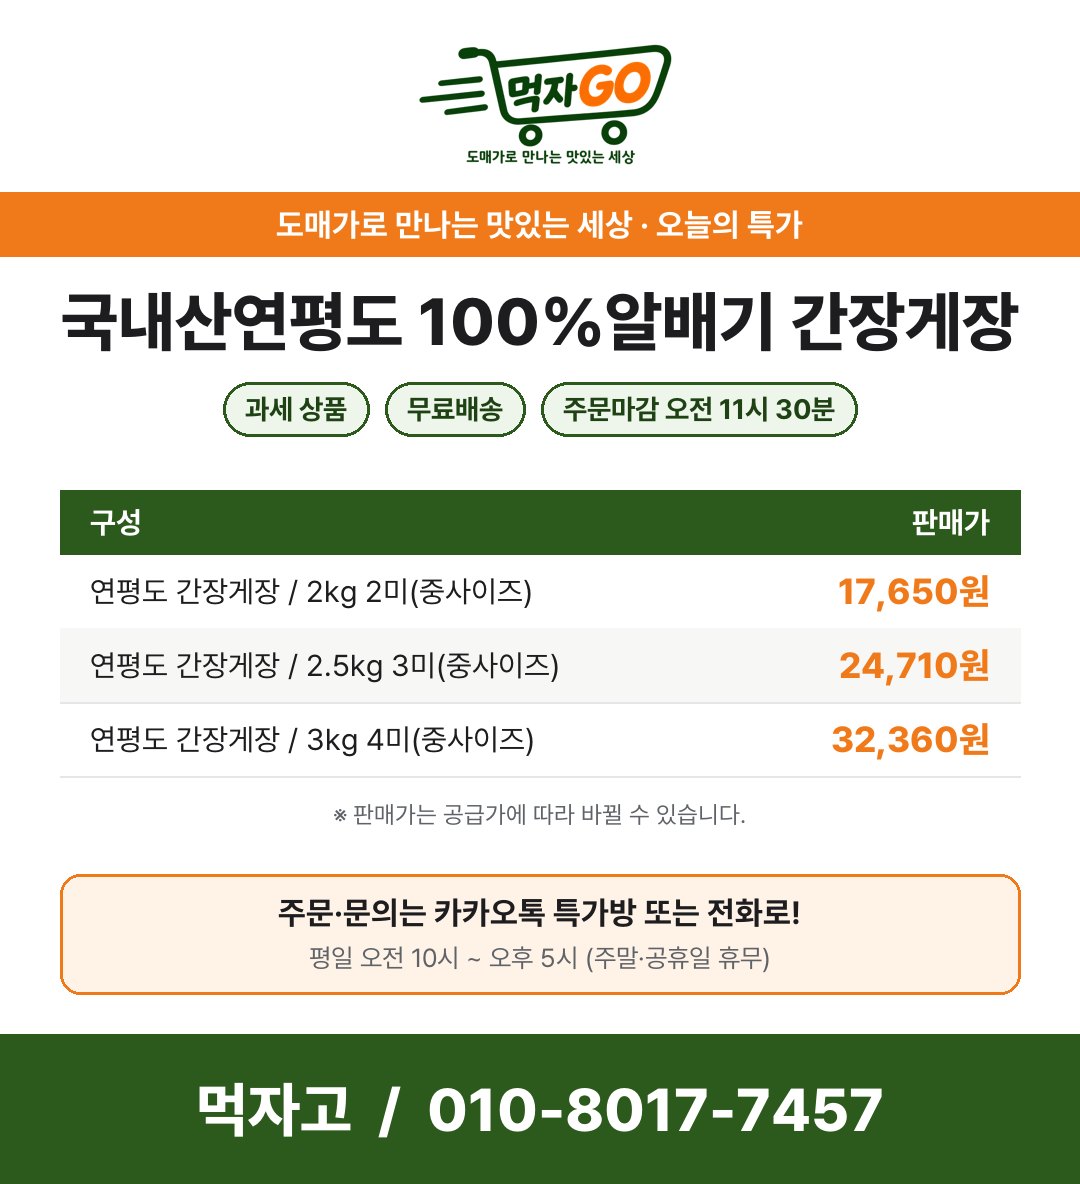 먹자GO
도매가로 만나는 맛있는 세상
도매가로 만나는 맛있는 세상 · 오늘의 특가
국내산연평도 100%알배기 간장게장
과세 상품 무료배송 주문마감 오전 11시 30분
구성 판매가
연평도 간장게장 / 2kg 2미(중사이즈) 17,650원
연평도 간장게장 / 2.5kg 3미(중사이즈) 24,710원
연평도 간장게장 / 3kg 4미(중사이즈) 32,360원
※ 판매가는 공급가에 따라 바뀔 수 있습니다.
주문·문의는 카카오톡 특가방 또는 전화로!
평일 오전 10시 ~ 오후 5시 (주말·공휴일 휴무)
먹자고 / 010-8017-7457